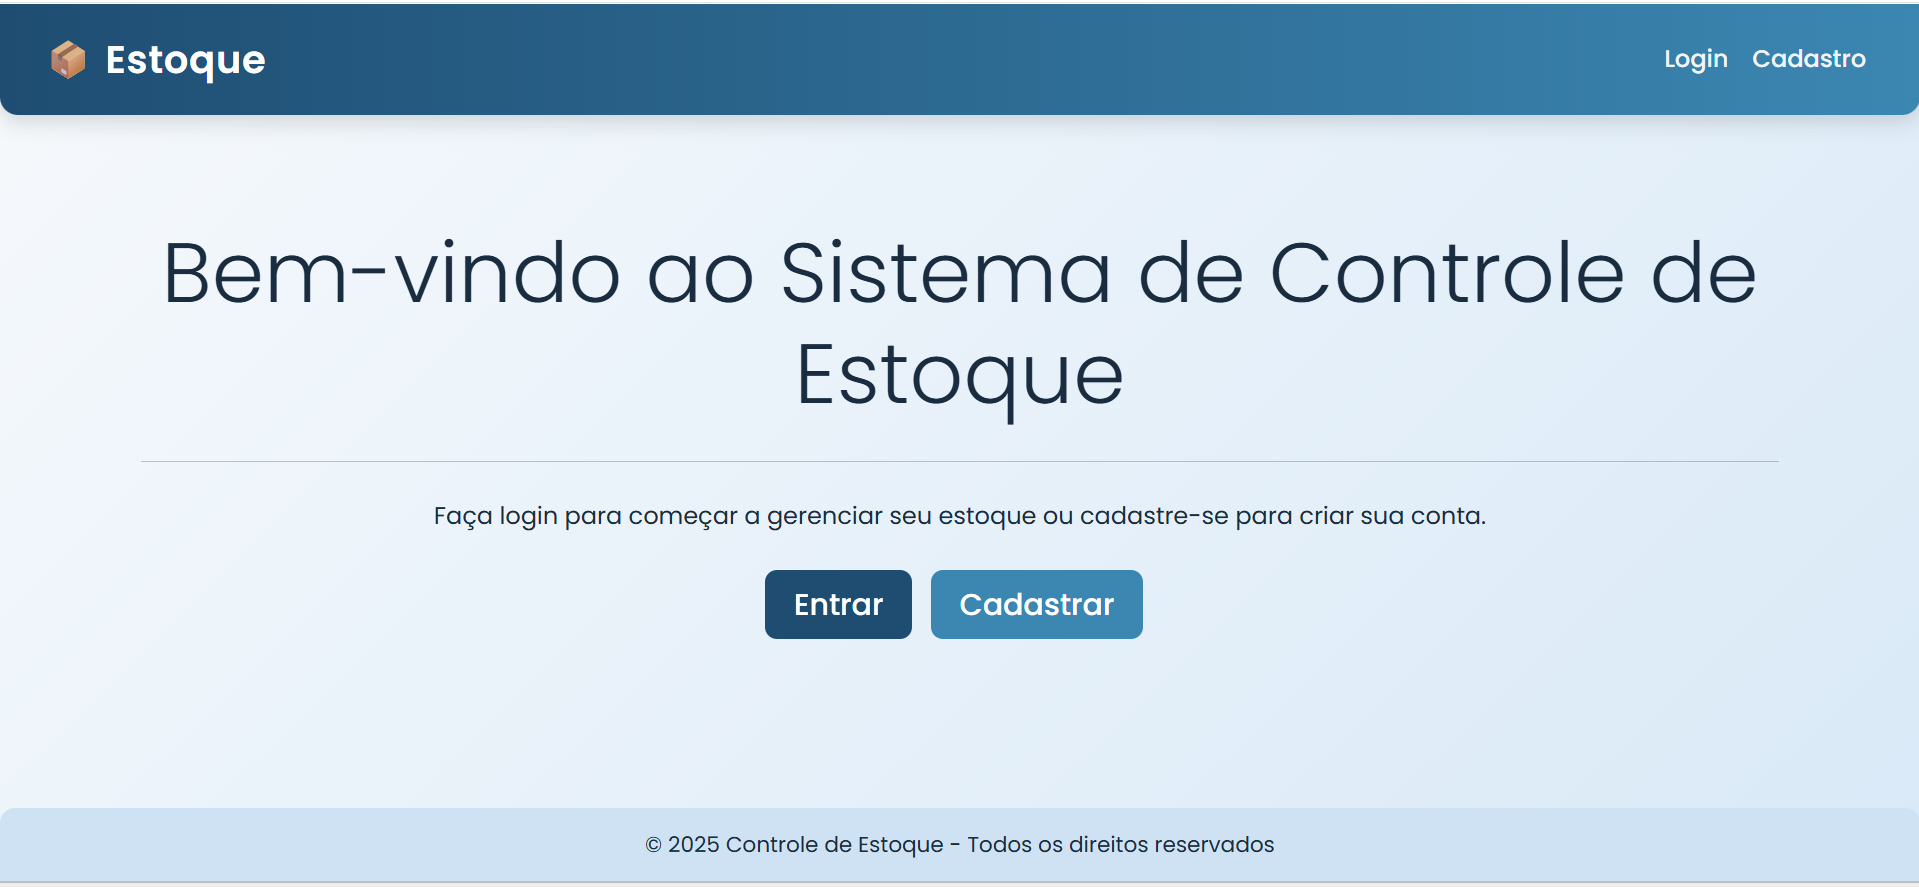 Estoque
Login Cadastro
Bem-vindo ao Sistema de Controle de
Estoque
Faça login para começar a gerenciar seu estoque ou cadastre-se para criar sua conta.
Entrar Cadastrar
© 2025 Controle de Estoque - Todos os direitos reservados